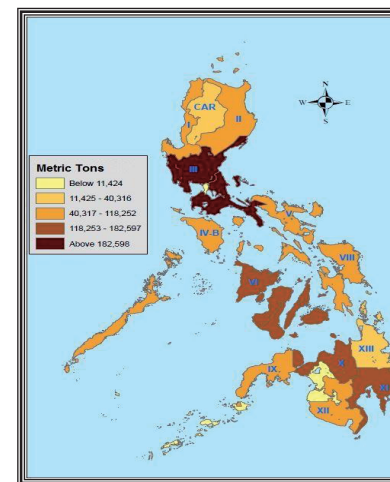 N
W E
S
CAR
I
II
III
Metric Tons
Below 11,424
11,425 - 40,316
40,317 - 118,252
118,253 - 182,597
Above 182,598
V
IV-B
VIII
VI
XIII
IX
X
XI
XII